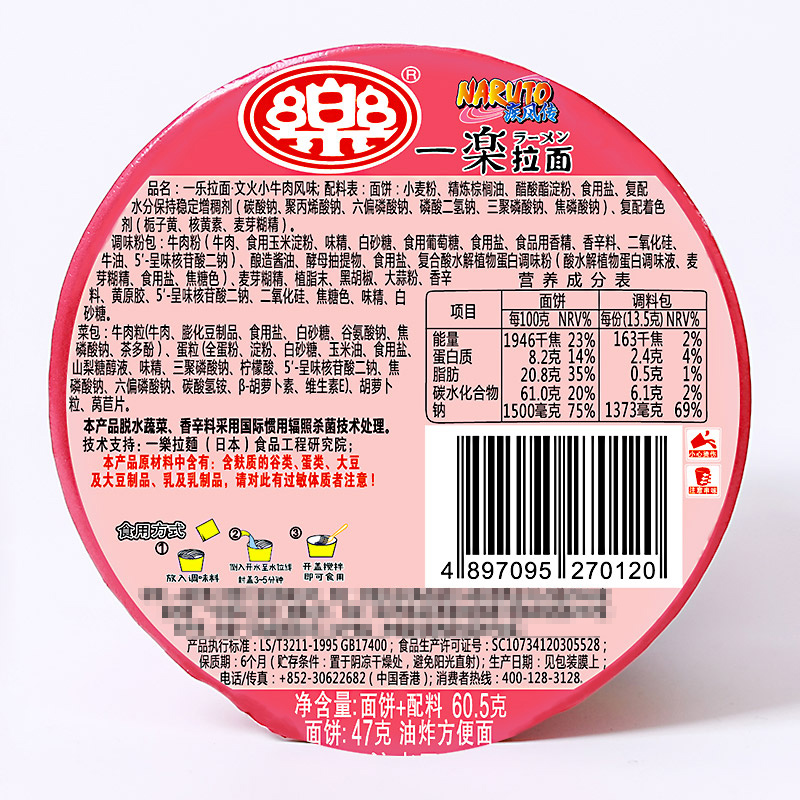 樂®
NARUTO
疾风传
ラーメン
一楽拉面
品名：一乐拉面·文火小牛肉风味；配料表：面饼：小麦粉、精炼棕榈油、醋酸酯淀粉、食用盐、复配
水分保持稳定增稠剂（碳酸钠、聚丙烯酸钠、六偏磷酸钠、磷酸二氢钠、三聚磷酸钠、焦磷酸钠）、复配着色
剂（栀子黄、核黄素、麦芽糊精）。
调味粉包：牛肉粉（牛肉、食用玉米淀粉、味精、白砂糖、食用葡萄糖、食用盐、食品用香精、香辛料、二氧化硅、
牛油、5′-呈味核苷酸二钠）、酿造酱油、酵母抽提物、食用盐、复合酸水解植物蛋白调味粉（酸水解植物蛋白调味液、麦
芽糊精、食用盐、焦糖色）、麦芽糊精、植脂末、黑胡椒、大蒜粉、香辛
料、黄原胶、5′-呈味核苷酸二钠、二氧化硅、焦糖色、味精、白
砂糖。
菜包：牛肉粒(牛肉、膨化豆制品、食用盐、白砂糖、谷氨酸钠、焦
磷酸钠、茶多酚）、蛋粒(全蛋粉、淀粉、白砂糖、玉米油、食用盐、
山梨糖醇液、味精、三聚磷酸钠、柠檬酸、5′-呈味核苷酸二钠、焦
磷酸钠、六偏磷酸钠、碳酸氢铵、β-胡萝卜素、维生素E)、胡萝卜
粒、莴苣片。
本产品脱水蔬菜、香辛料采用国际惯用辐照杀菌技术处理。
技术支持：一樂拉麺（日本）食品工程研究院；
本产品原材料中含有：含麸质的谷类、蛋类、大豆
及大豆制品、乳及乳制品，请对此有过敏体质者注意！
营养成分表
项目 面饼 调料包
每100克 NRV% 每份(13.5克) NRV%
能量 1946千焦 23% 163千焦 2%
蛋白质 8.2克 14% 2.4克 4%
脂肪 20.8克 35% 0.5克 1%
碳水化合物 61.0克 20% 6.1克 2%
钠 1500毫克 75% 1373毫克 69%
小心烫伤
注意弄味
4 897095 270120
食用方式
① ② ③
放入调味料
倒入开水至水位线
封盖3-5分钟
开盖搅拌
即可食用
产品执行标准：LS/T3211-1995 GB17400；食品生产许可证号：SC10734120305528；
保质期：6个月（贮存条件：置于阴凉干燥处，避免阳光直射)；生产日期：见包装膜上；
电话/传真：+852-30622682（中国香港)；消费者热线：400-128-3128.
净含量:面饼+配料 60.5克
面饼: 47克 油炸方便面